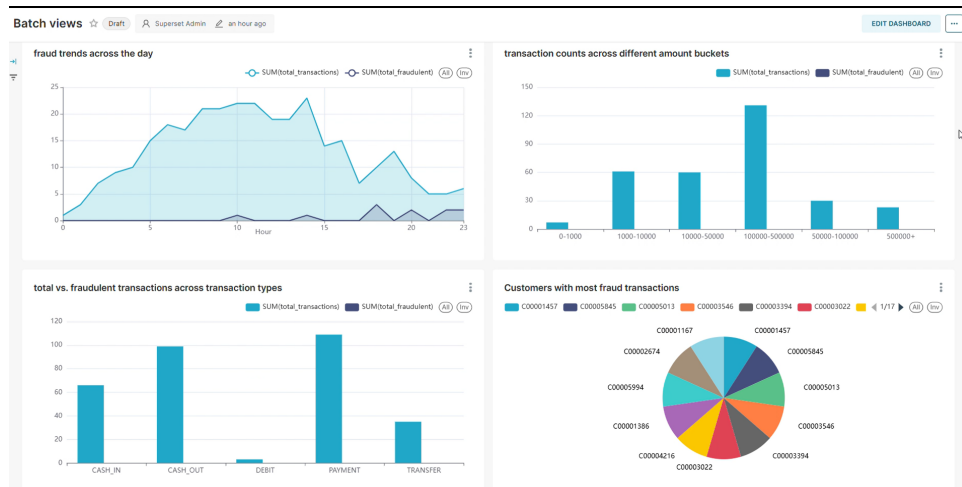 Batch views ☆ Draft Superset Admin an hour ago EDIT DASHBOARD ...
fraud trends across the day
SUM(total_transactions) SUM(total_fraudulent) All Inv
25
20
15
10
5
0
0 5 10 15 20 23
Hour
transaction counts across different amount buckets
SUM(total_transactions) SUM(total_fraudulent) All Inv
150
120
90
60
30
0
0-1000 1000-10000 10000-50000 100000-500000 50000-100000 500000+
total vs. fraudulent transactions across transaction types
SUM(total_transactions) SUM(total_fraudulent) All Inv
120
100
80
60
40
20
0
CASH_IN CASH_OUT DEBIT PAYMENT TRANSFER
Customers with most fraud transactions
C00001457 C00005845 C00005013 C00003546 C00003394 C00003022 1/17 All Inv
C00001167 C00001457
C00002674 C00005845
C00005994 C00005013
C00001386 C00003546
C00004216 C00003394
C00003022